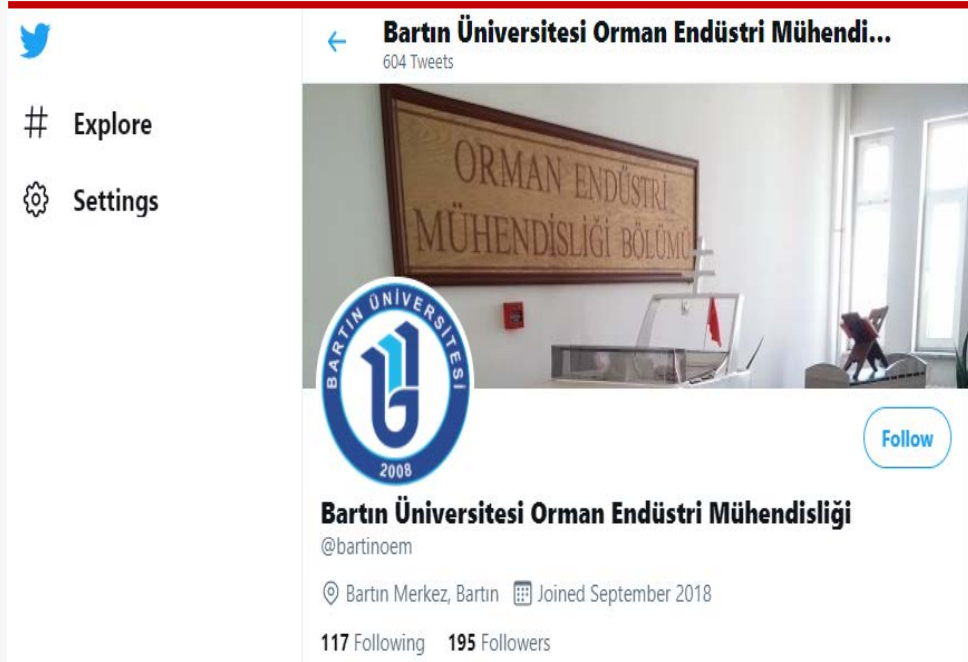 Bartın Üniversitesi Orman Endüstri Mühendi...
604 Tweets
# Explore
Settings
ORMAN ENDÜSTRİ
MÜHENDİSLİĞİ BÖLÜMÜ
BARTIN ÜNİVERSİTESİ
2008
Follow
Bartın Üniversitesi Orman Endüstri Mühendisliği
@bartinoem
Bartın Merkez, Bartın Joined September 2018
117 Following 195 Followers